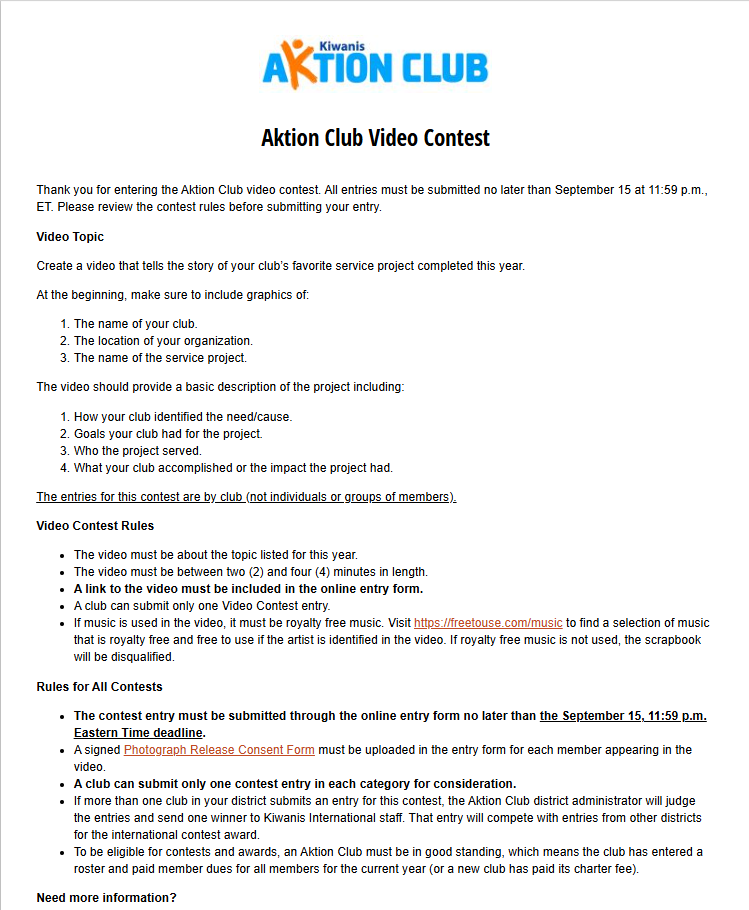 Kiwanis
AKTION CLUB
Aktion Club Video Contest
Thank you for entering the Aktion Club video contest. All entries must be submitted no later than September 15 at 11:59 p.m.,
ET. Please review the contest rules before submitting your entry.
Video Topic
Create a video that tells the story of your club's favorite service project completed this year.
At the beginning, make sure to include graphics of:
1. The name of your club.
2. The location of your organization.
3. The name of the service project.
The video should provide a basic description of the project including:
1. How your club identified the need/cause.
2. Goals your club had for the project.
3. Who the project served.
4. What your club accomplished or the impact the project had.
The entries for this contest are by club (not individuals or groups of members).
Video Contest Rules
• The video must be about the topic listed for this year.
• The video must be between two (2) and four (4) minutes in length.
• A link to the video must be included in the online entry form.
• A club can submit only one Video Contest entry.
• If music is used in the video, it must be royalty free music. Visit https://freetouse.com/music to find a selection of music
that is royalty free and free to use if the artist is identified in the video. If royalty free music is not used, the scrapbook
will be disqualified.
Rules for All Contests
• The contest entry must be submitted through the online entry form no later than the September 15, 11:59 p.m.
Eastern Time deadline.
• A signed Photograph Release Consent Form must be uploaded in the entry form for each member appearing in the
video.
• A club can submit only one contest entry in each category for consideration.
• If more than one club in your district submits an entry for this contest, the Aktion Club district administrator will judge
the entries and send one winner to Kiwanis International staff. That entry will compete with entries from other districts
for the international contest award.
• To be eligible for contests and awards, an Aktion Club must be in good standing, which means the club has entered a
roster and paid member dues for all members for the current year (or a new club has paid its charter fee).
Need more information?